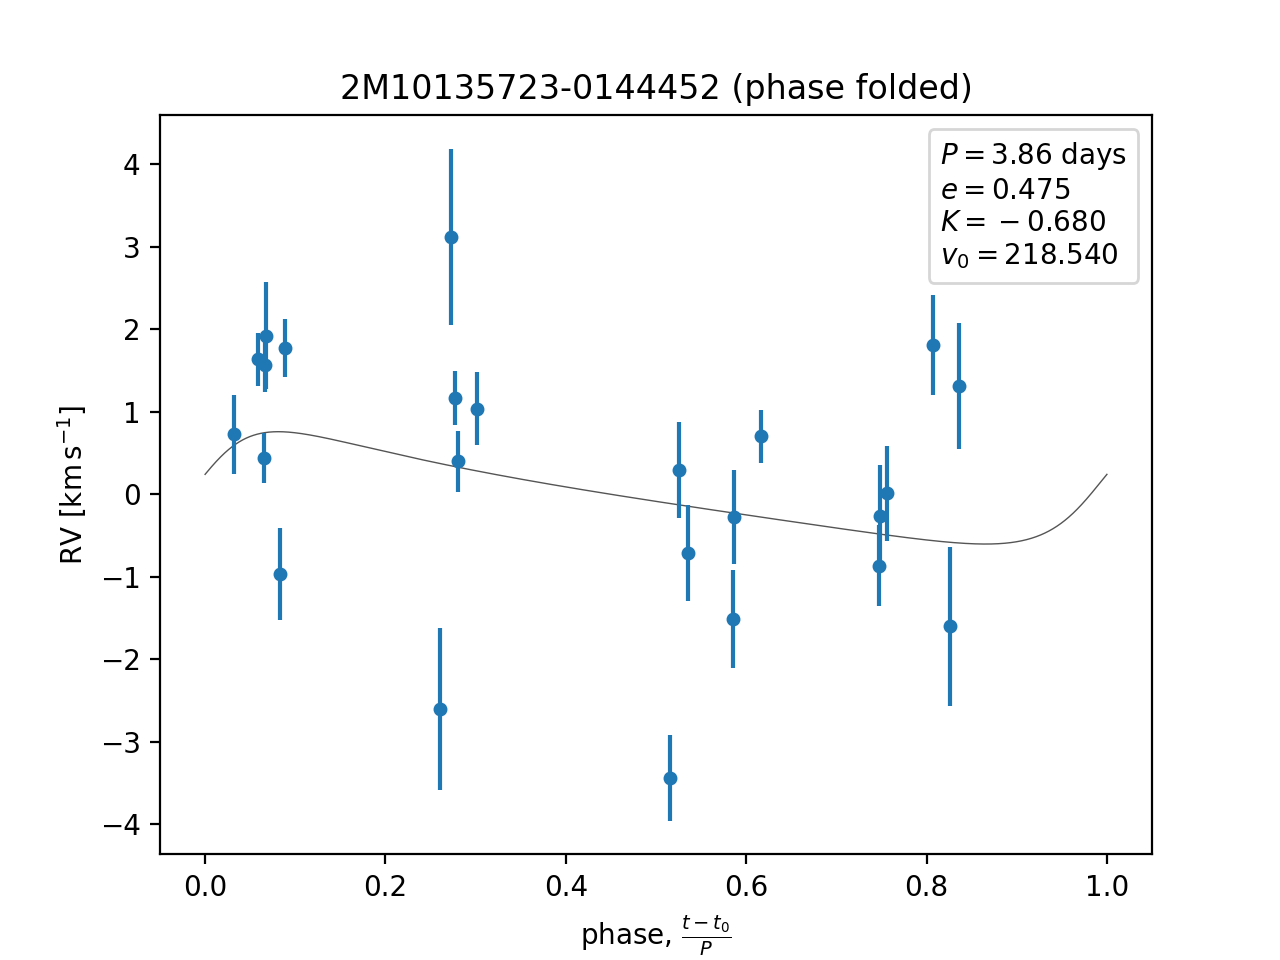 2M10135723-0144452 (phase folded)
P = 3.86 days
e = 0.475
K = −0.680
v₀ = 218.540
RV [km s⁻¹]
4
3
2
1
0
−1
−2
−3
−4
0.0 0.2 0.4 0.6 0.8 1.0
phase, (t − t₀)/P